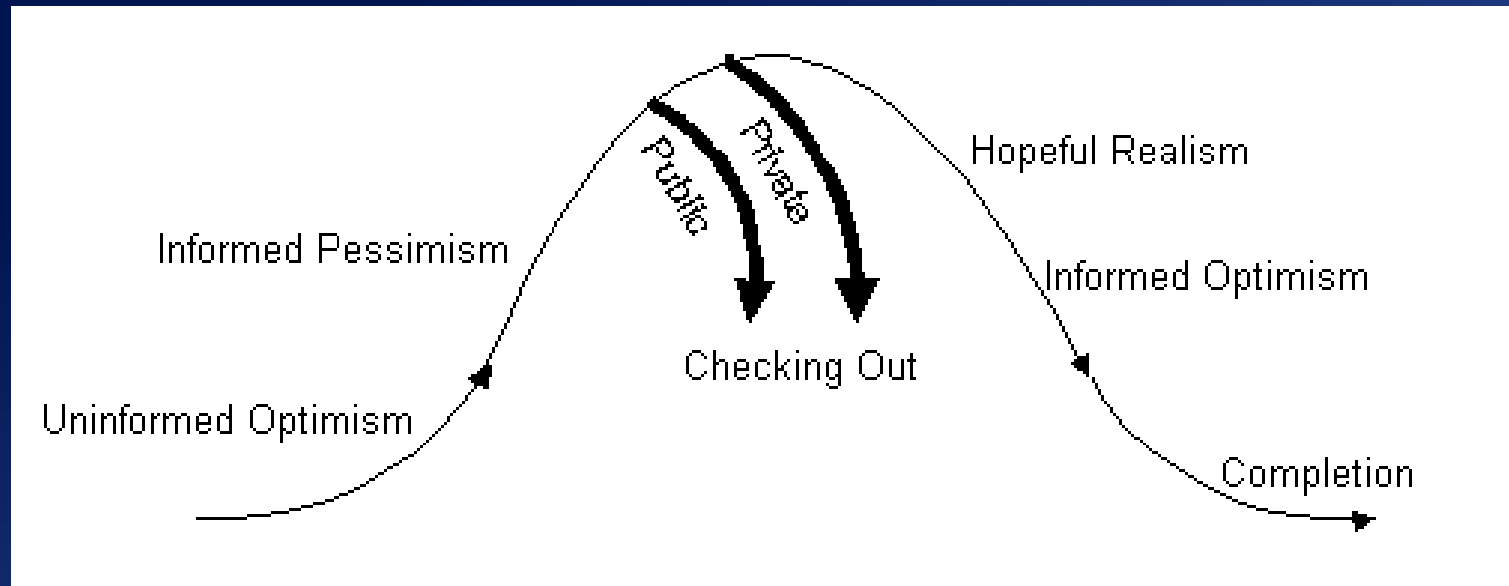 Hopeful Realism
Public
Private
Informed Pessimism
Informed Optimism
Checking Out
Uninformed Optimism
Completion